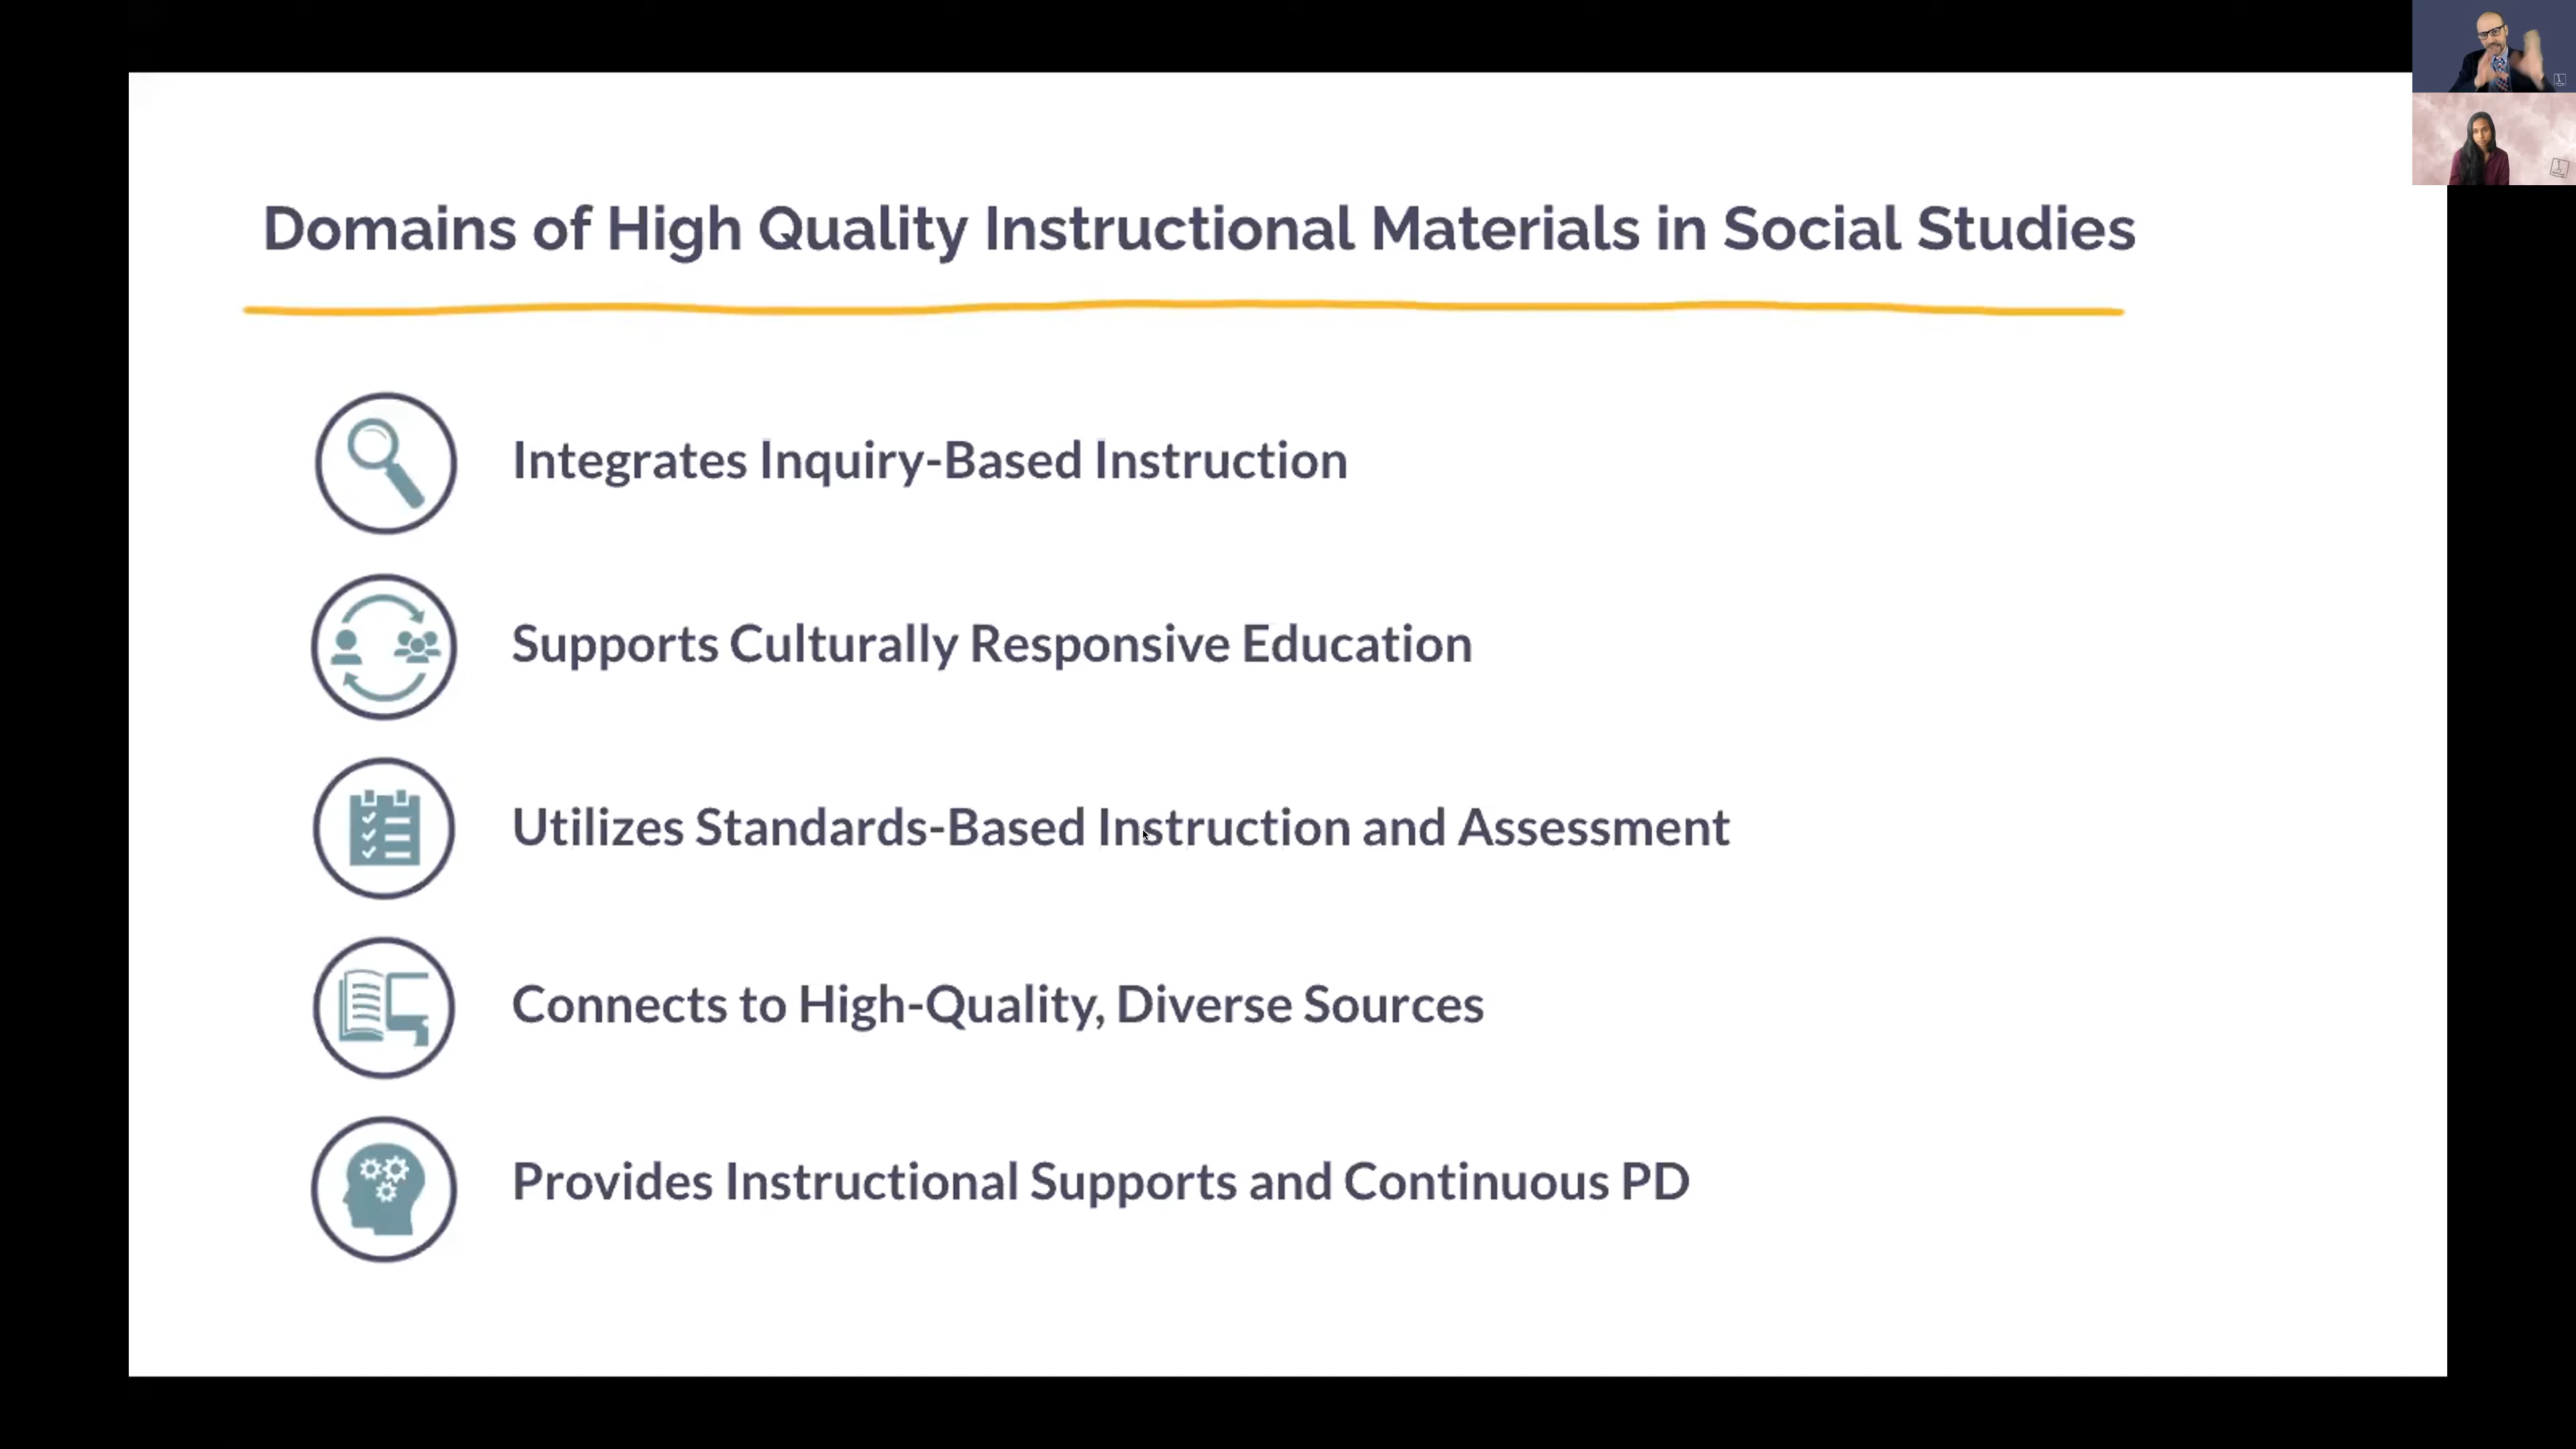 Domains of High Quality Instructional Materials in Social Studies
Integrates Inquiry-Based Instruction
Supports Culturally Responsive Education
Utilizes Standards-Based Instruction and Assessment
Connects to High-Quality, Diverse Sources
Provides Instructional Supports and Continuous PD